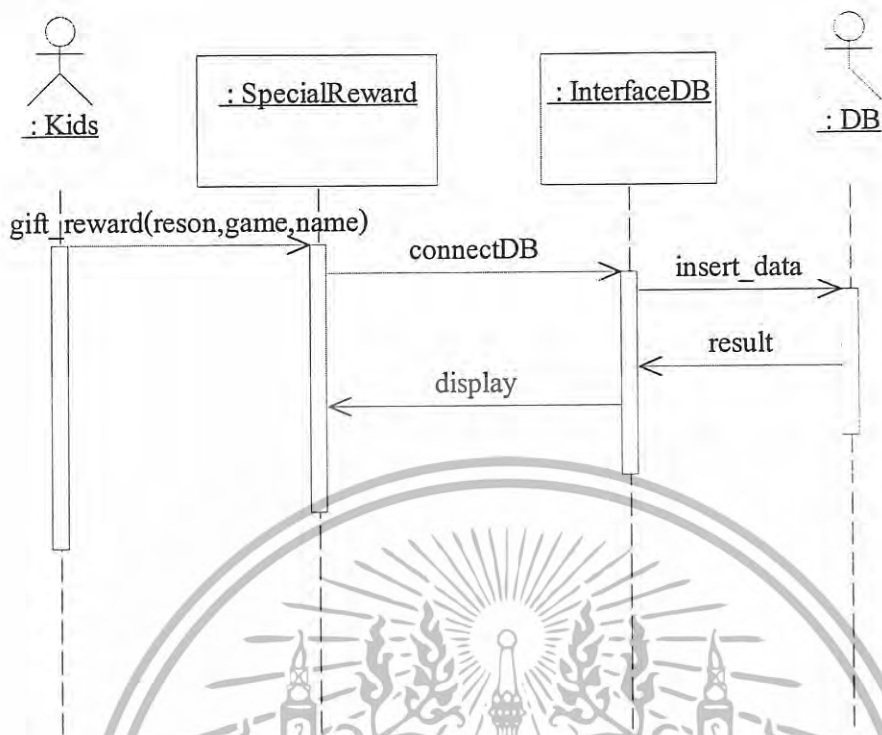 : Kids
: SpecialReward
: InterfaceDB
: DB
gift_reward(reson,game,name)
connectDB
insert_data
result
display